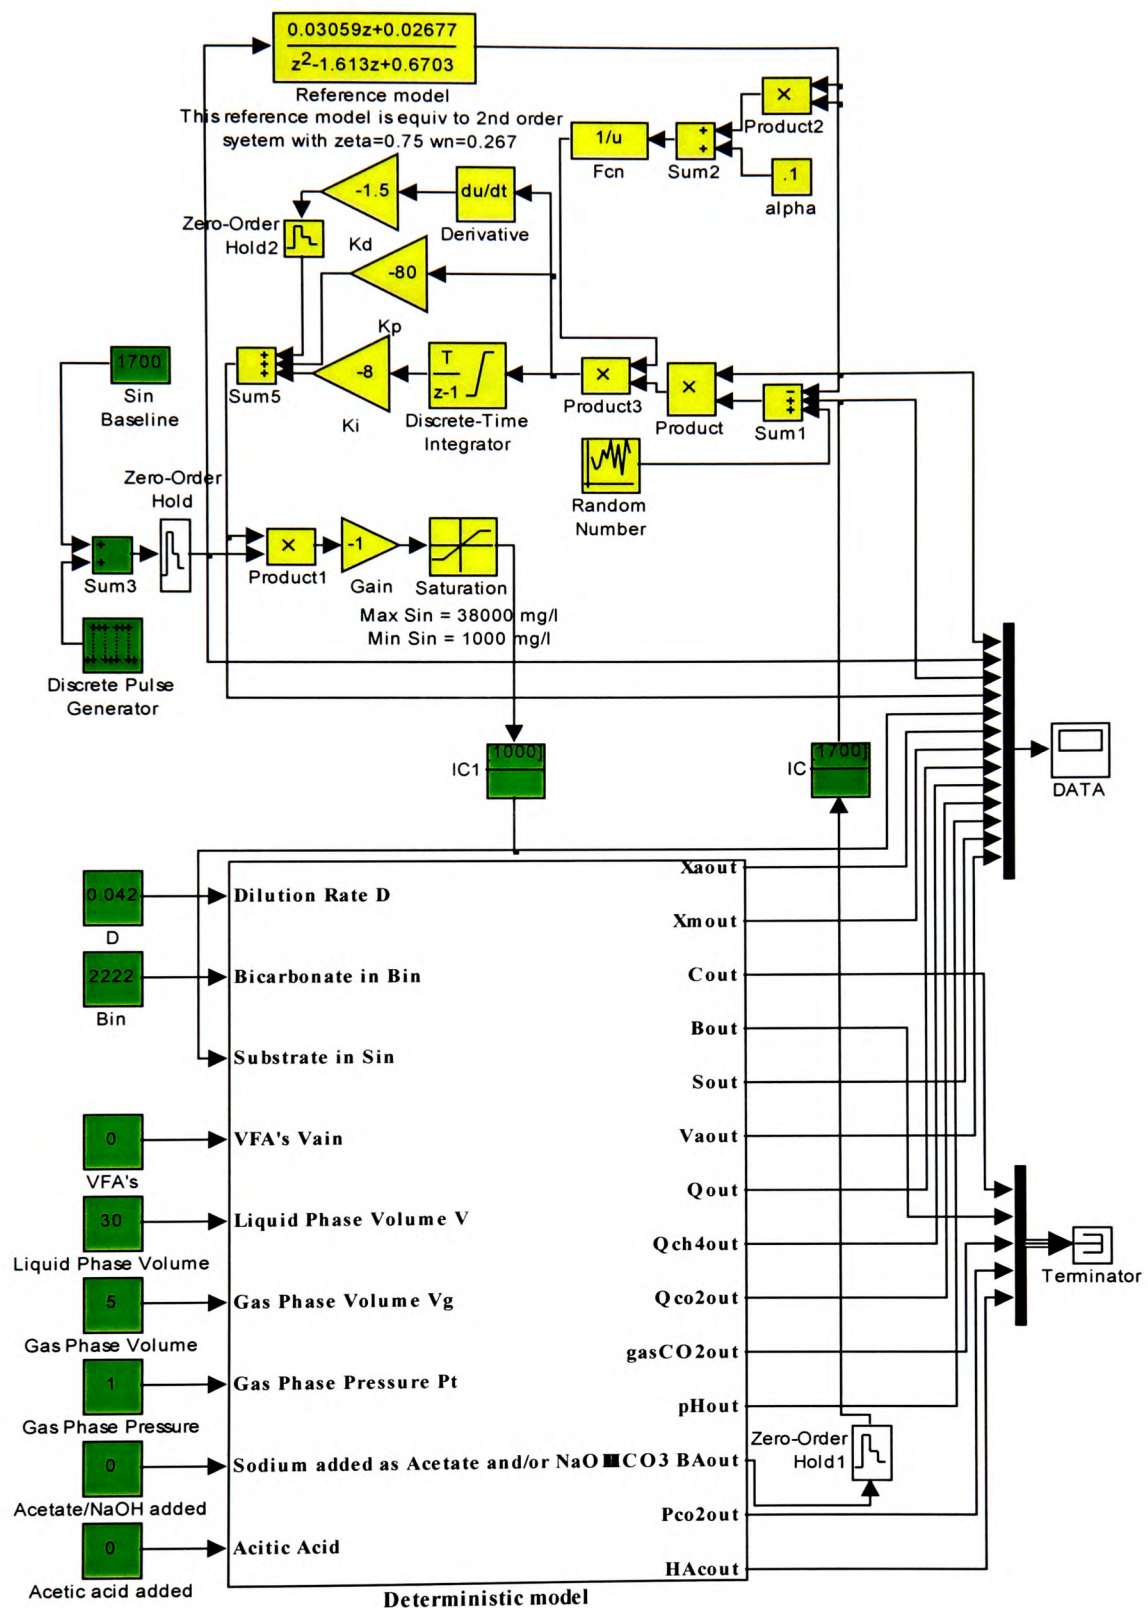 0.03059z+0.02677
z2-1.613z+0.6703
Reference model
This reference model is equiv to 2nd order
syetem with zeta=0.75 wn=0.267
×
Product2
1/u
Fcn
+
+
Sum2
.1
alpha
-1.5
Kd
du/dt
Derivative
Zero-Order
Hold2
-80
Kp
1700
Sin
Baseline
+
+
+
Sum5
-8
Ki
T
z-1
Discrete-Time
Integrator
×
Product3
×
Product
−
+
+
Sum1
Random
Number
Zero-Order
Hold
+
+
Sum3
×
Product1
-1
Gain
Saturation
Max Sin = 38000 mg/l
Min Sin = 1000 mg/l
Discrete Pulse
Generator
[1000]
IC1
[1700]
IC
DATA
0.042
D
2222
Bin
0
VFA's
30
Liquid Phase Volume
5
Gas Phase Volume
1
Gas Phase Pressure
0
Acetate/NaOH added
0
Acetic acid added
Dilution Rate D
Bicarbonate in Bin
Substrate in Sin
VFA's Vain
Liquid Phase Volume V
Gas Phase Volume Vg
Gas Phase Pressure Pt
Sodium added as Acetate and/or NaOH
Acitic Acid
Xaout
Xmout
Cout
Bout
Sout
Vaout
Qout
Qch4out
Qco2out
gasCO2out
pHout
HCO3 BAout
Pco2out
HAcout
Zero-Order
Hold1
Terminator
Deterministic model